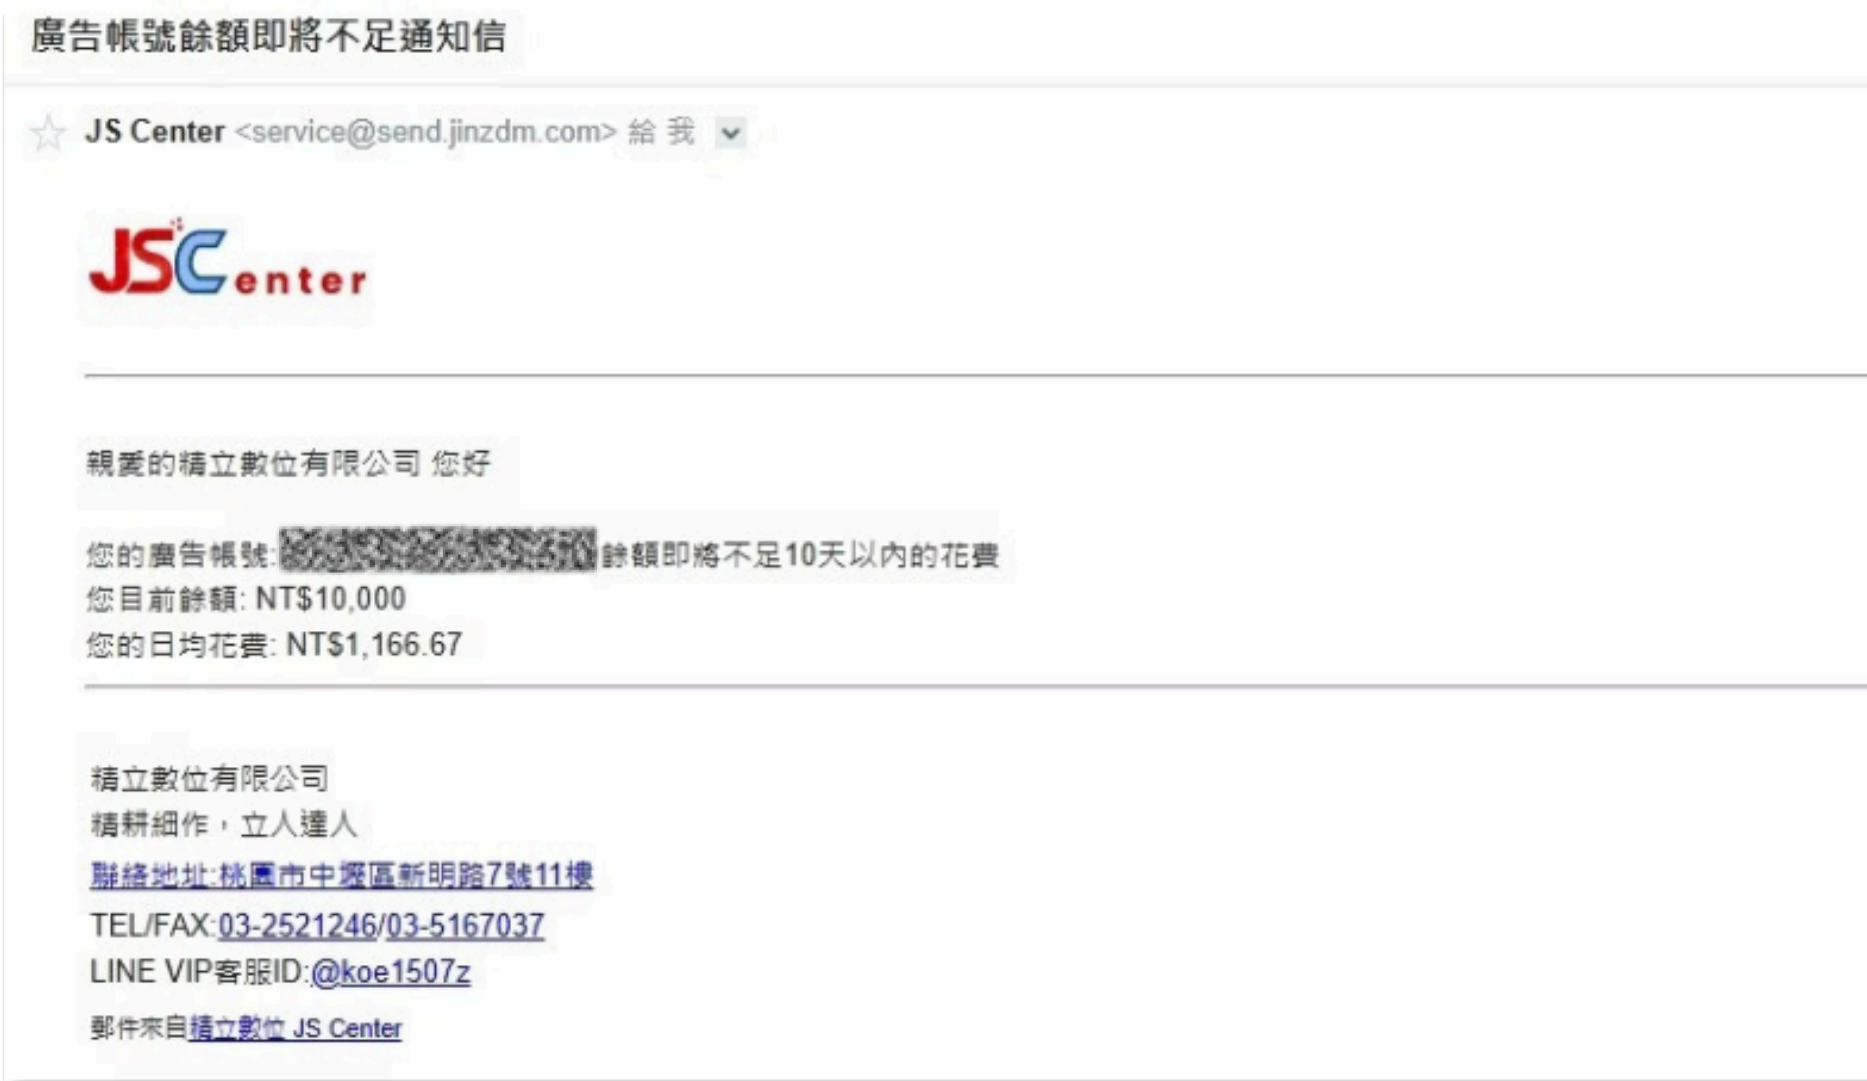 廣告帳號餘額即將不足通知信
JS Center <service@send.jinzdm.com> 給 我
JSCenter
親愛的精立數位有限公司 您好
您的廣告帳號: 餘額即將不足10天以內的花費
您目前餘額: NT$10,000
您的日均花費: NT$1,166.67
精立數位有限公司
精耕細作，立人達人
聯絡地址:桃園市中壢區新明路7號11樓
TEL/FAX:03-2521246/03-5167037
LINE VIP客服ID:@koe1507z
郵件來自精立數位 JS Center